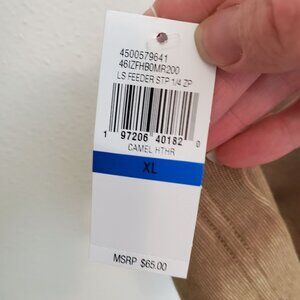 4500579641
46IZFHB0MR200
LS FEEDER STP 1/4 ZP
1 97206 40182 0
CAMEL HTHR
XL
MSRP $65.00